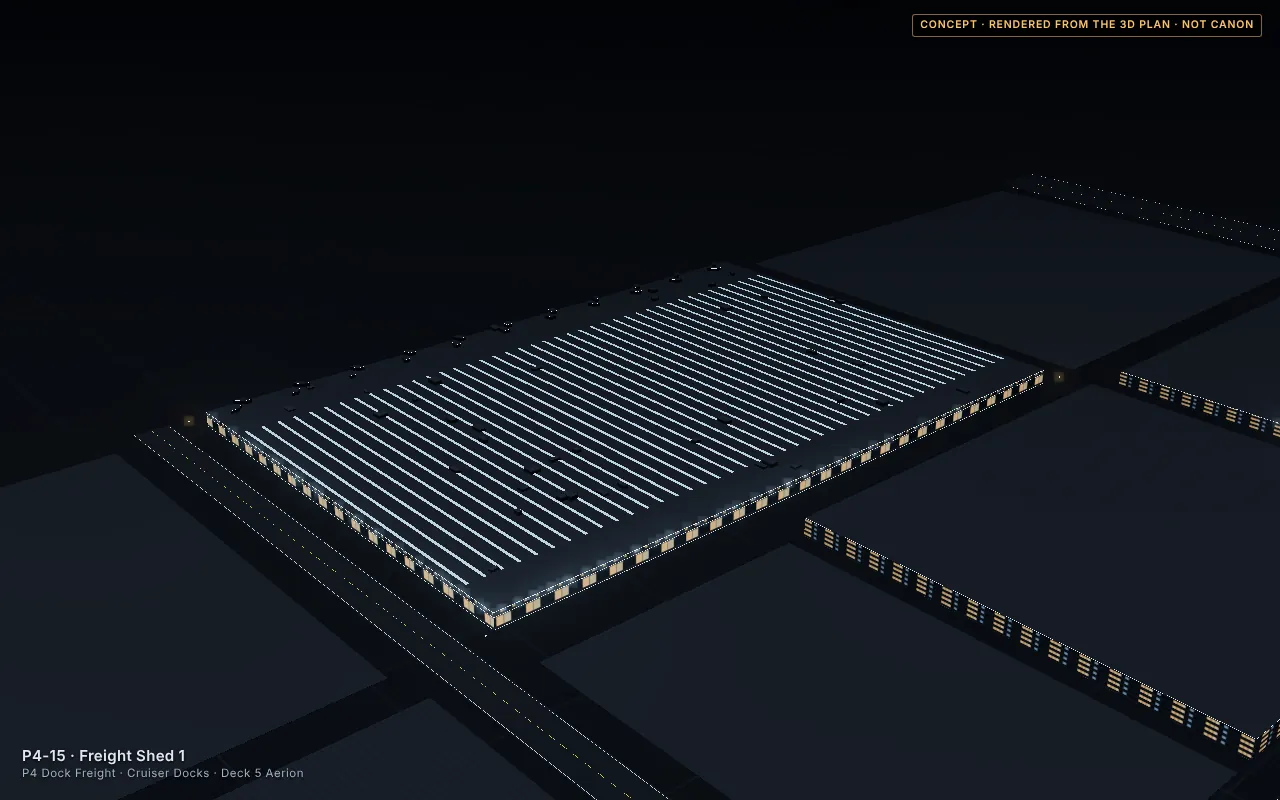 CONCEPT · RENDERED FROM THE 3D PLAN · NOT CANON
P4-15 · Freight Shed 1
P4 Dock Freight · Cruiser Docks · Deck 5 Aerion